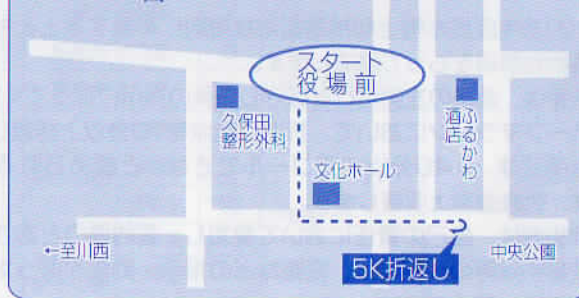 スタート
役場前
久保田
整形外科
ふるかわ
酒店
文化ホール
←至川西
5K折返し
中央公園